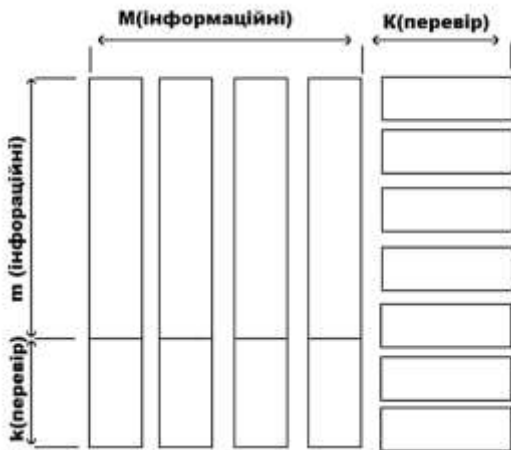 M(інформаційні)
K(перевір)
m (інфораційні)
k(перевір)